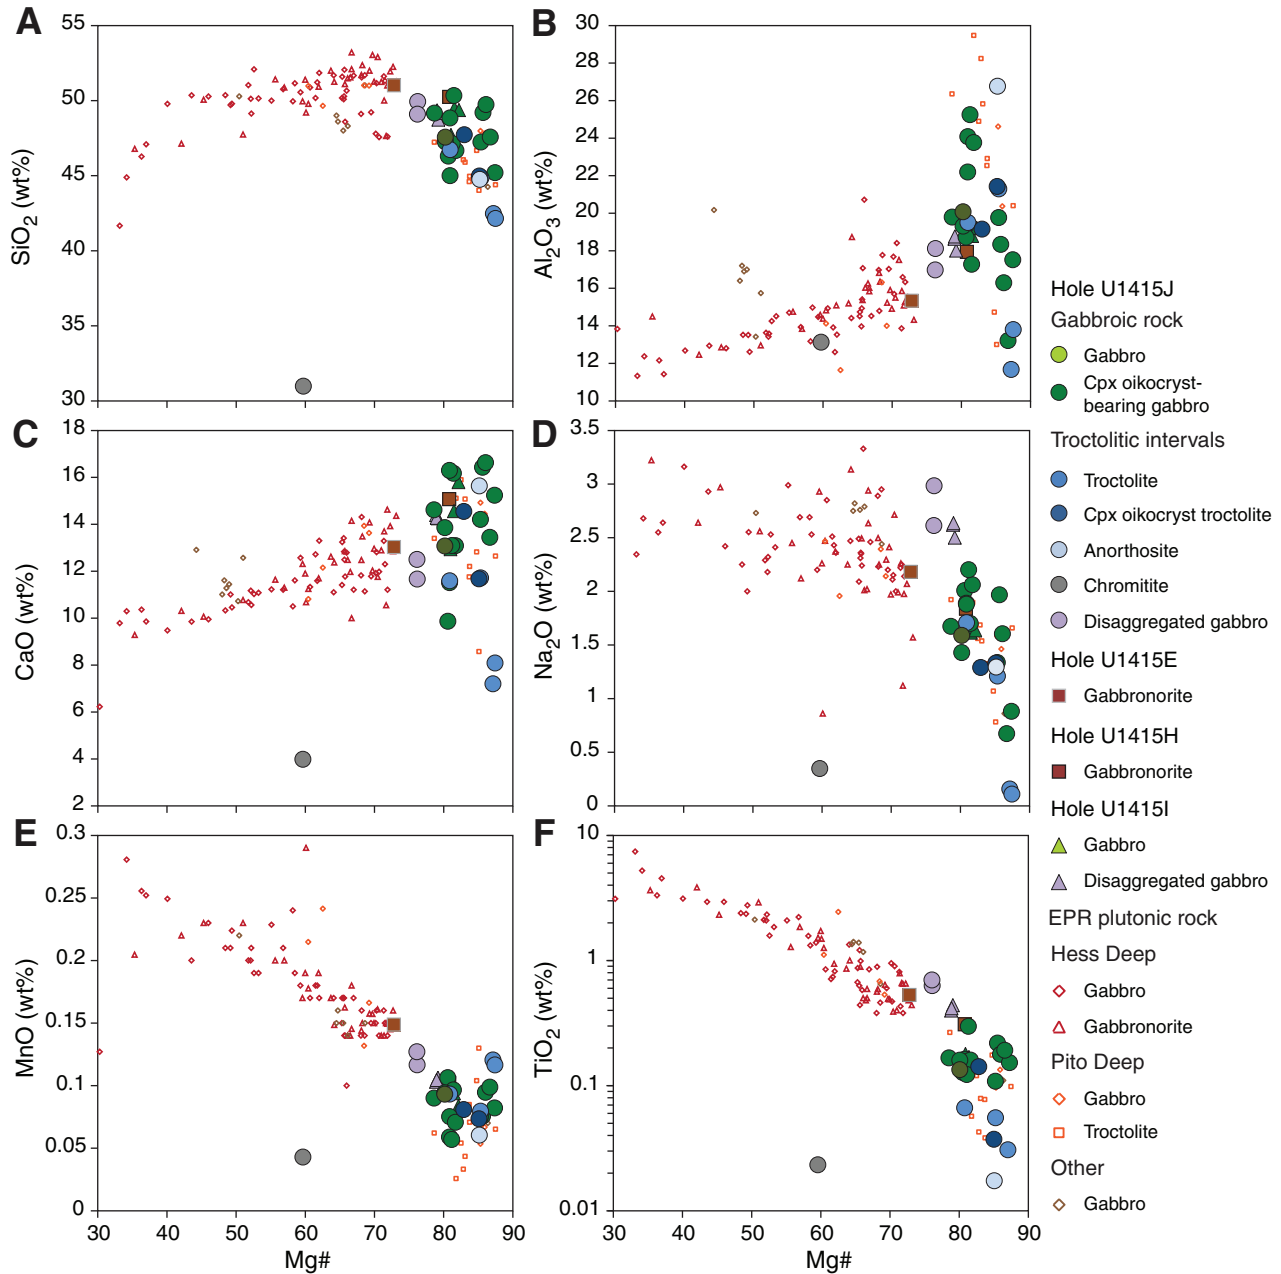 A
55
50
45
40
35
30
SiO2 (wt%)
B
30
28
26
24
22
20
18
16
14
12
10
Al2O3 (wt%)
C
18
16
14
12
10
8
6
4
2
CaO (wt%)
D
3.5
3
2.5
2
1.5
1
0.5
0
Na2O (wt%)
E
0.3
0.25
0.2
0.15
0.1
0.05
0
MnO (wt%)
30 40 50 60 70 80 90
Mg#
F
10
1
0.1
0.01
TiO2 (wt%)
30 40 50 60 70 80 90
Mg#
Hole U1415J
Gabbroic rock
Gabbro
Cpx oikocryst-
bearing gabbro
Troctolitic intervals
Troctolite
Cpx oikocryst troctolite
Anorthosite
Chromitite
Disaggregated gabbro
Hole U1415E
Gabbronorite
Hole U1415H
Gabbronorite
Hole U1415I
Gabbro
Disaggregated gabbro
EPR plutonic rock
Hess Deep
Gabbro
Gabbronorite
Pito Deep
Gabbro
Troctolite
Other
Gabbro